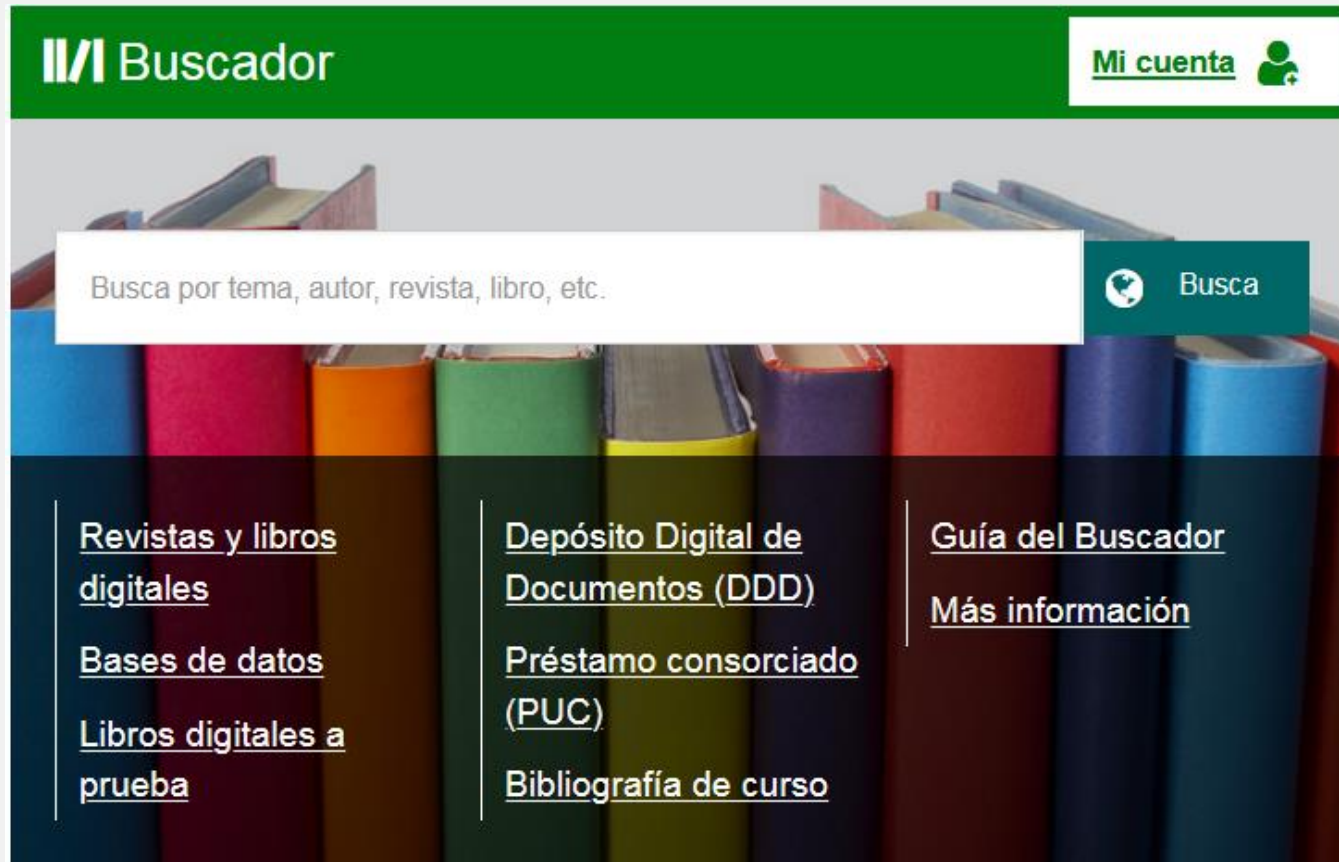 Buscador
Mi cuenta
Busca por tema, autor, revista, libro, etc.
Busca
Revistas y libros
digitales
Bases de datos
Libros digitales a
prueba
Depósito Digital de
Documentos (DDD)
Préstamo consorciado
(PUC)
Bibliografía de curso
Guía del Buscador
Más información